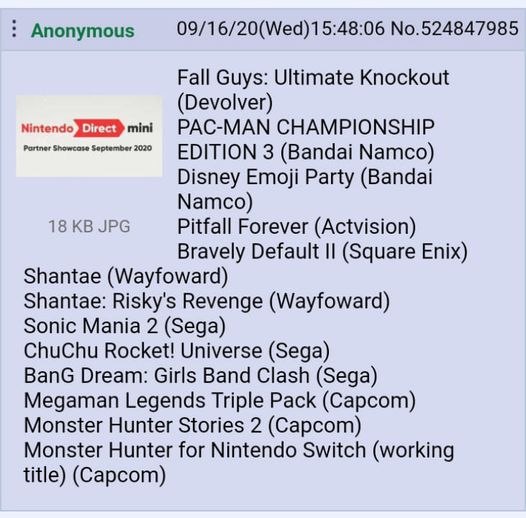 Anonymous 09/16/20(Wed)15:48:06 No.524847985
Nintendo Direct mini
Partner Showcase September 2020
18 KB JPG
Fall Guys: Ultimate Knockout
(Devolver)
PAC-MAN CHAMPIONSHIP
EDITION 3 (Bandai Namco)
Disney Emoji Party (Bandai
Namco)
Pitfall Forever (Actvision)
Bravely Default II (Square Enix)
Shantae (Wayfoward)
Shantae: Risky's Revenge (Wayfoward)
Sonic Mania 2 (Sega)
ChuChu Rocket! Universe (Sega)
BanG Dream: Girls Band Clash (Sega)
Megaman Legends Triple Pack (Capcom)
Monster Hunter Stories 2 (Capcom)
Monster Hunter for Nintendo Switch (working
title) (Capcom)